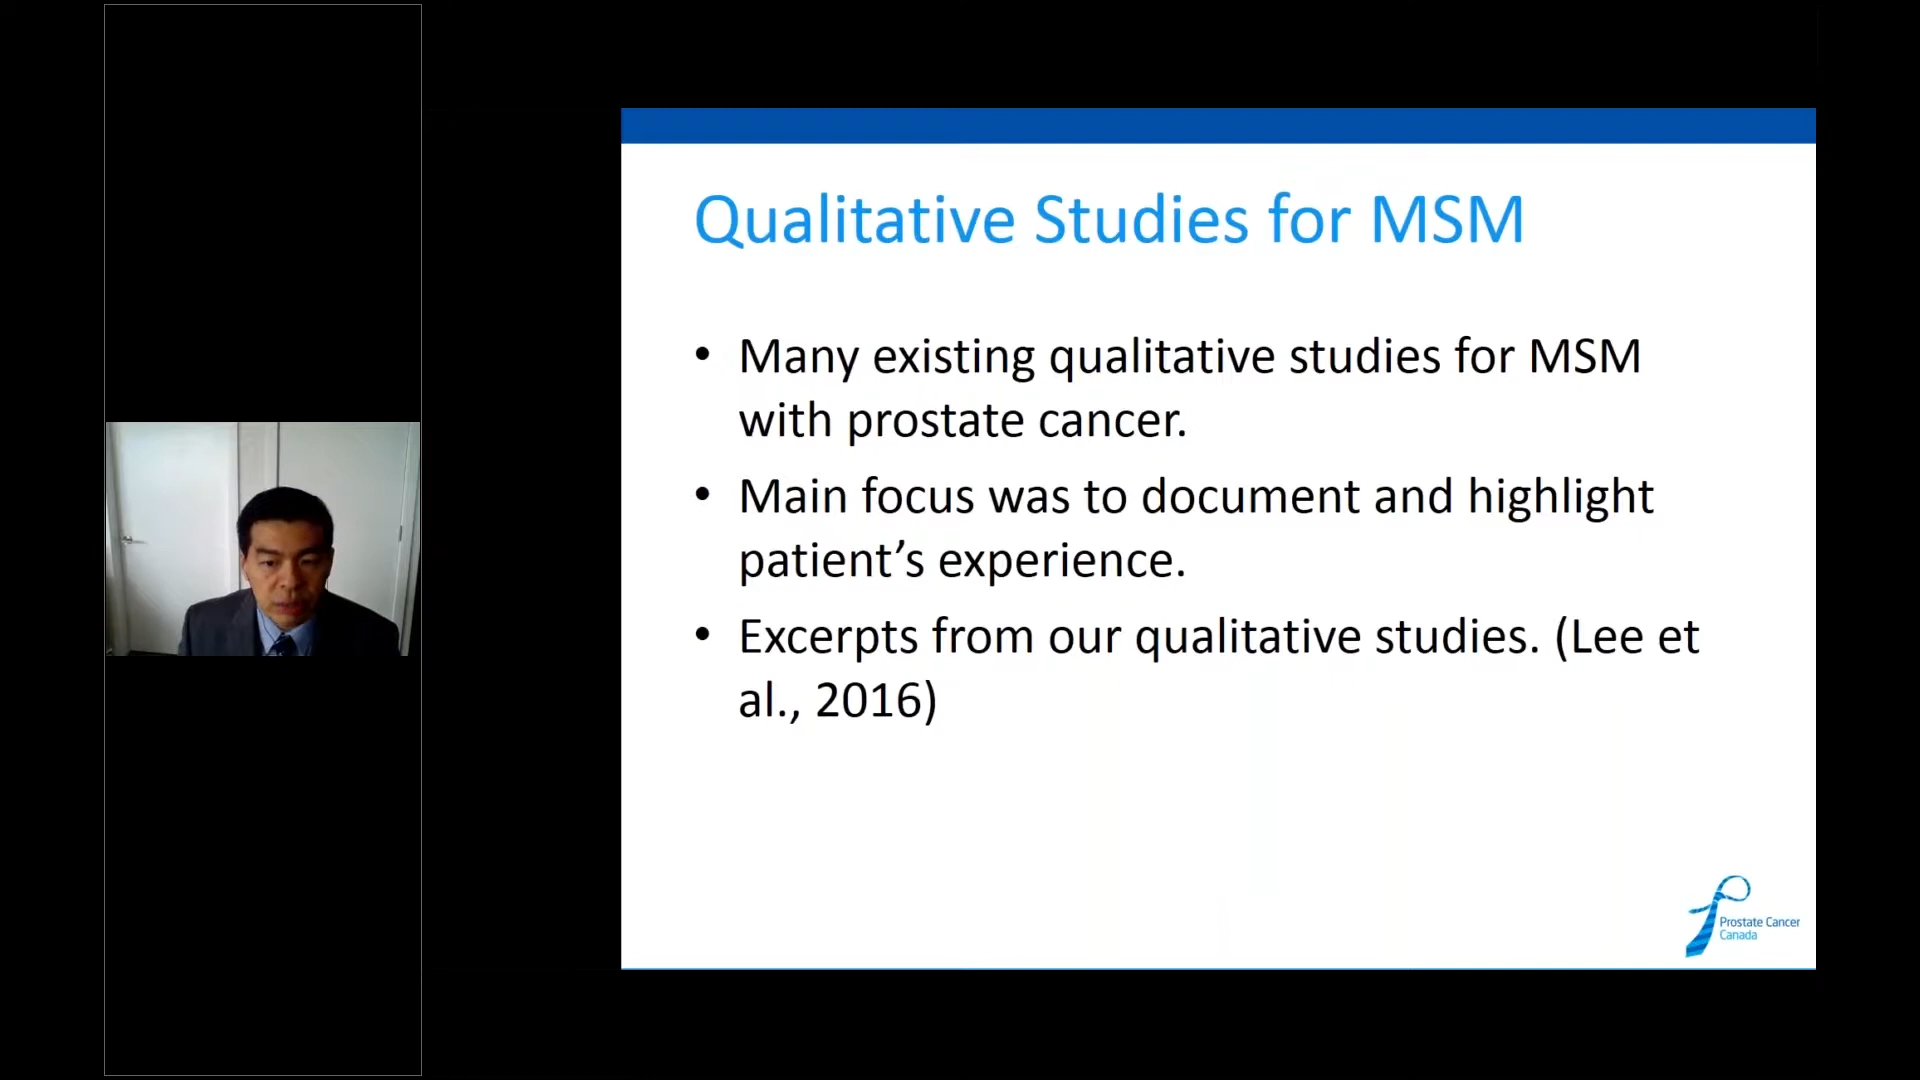 Qualitative Studies for MSM
• Many existing qualitative studies for MSM
with prostate cancer.
• Main focus was to document and highlight
patient’s experience.
• Excerpts from our qualitative studies. (Lee et
al., 2016)
Prostate Cancer
Canada